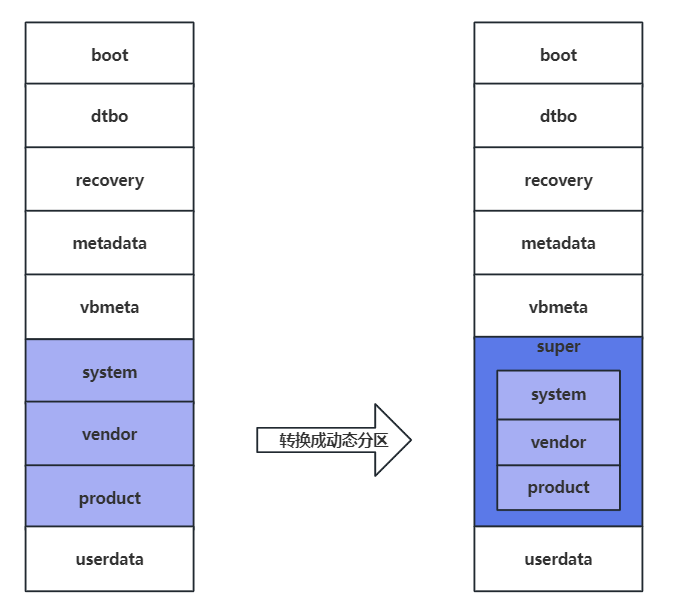 boot
dtbo
recovery
metadata
vbmeta
system
vendor
product
userdata
转换成动态分区
boot
dtbo
recovery
metadata
vbmeta
super
system
vendor
product
userdata